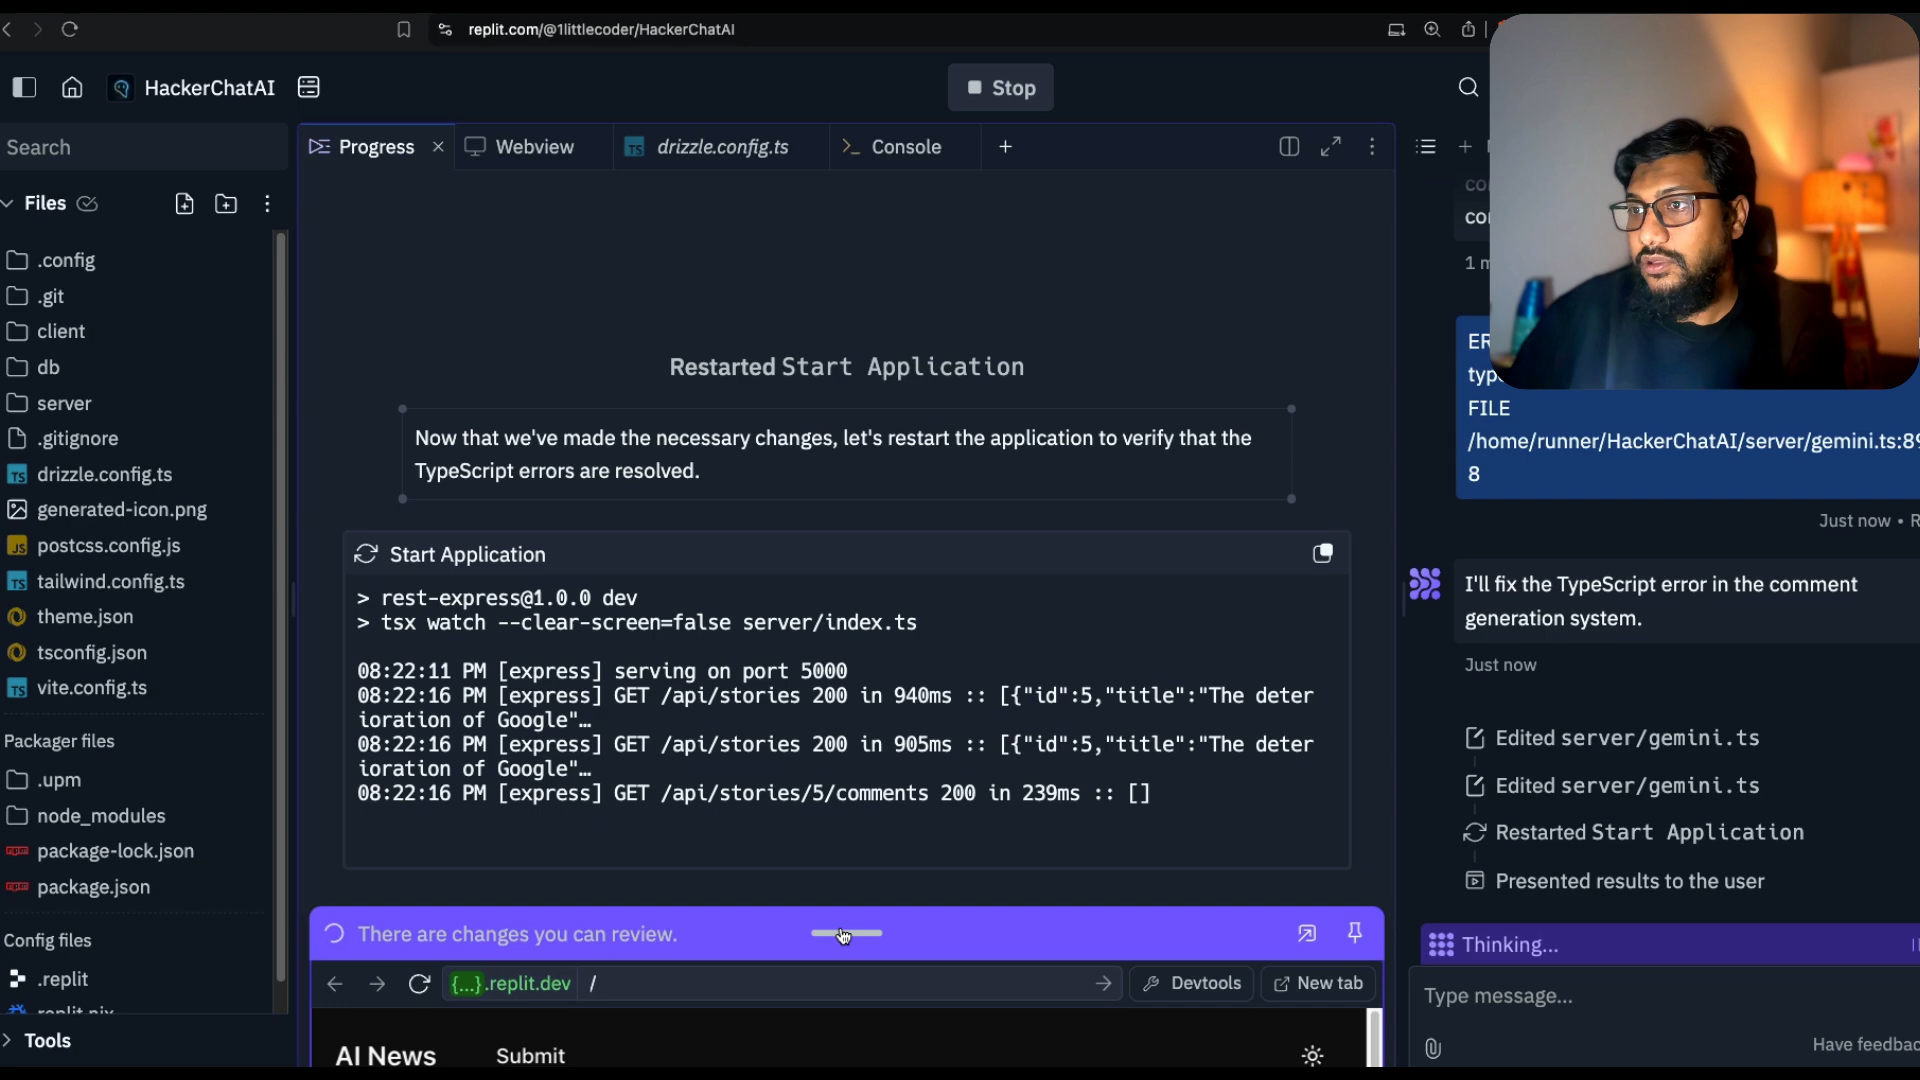 replit.com/@1littlecoder/HackerChatAI
HackerChatAI
Stop
Search
Files
.config
.git
client
db
server
.gitignore
drizzle.config.ts
generated-icon.png
postcss.config.js
tailwind.config.ts
theme.json
tsconfig.json
vite.config.ts
Packager files
.upm
node_modules
package-lock.json
package.json
Config files
.replit
replit.nix
Tools
Progress
Webview
drizzle.config.ts
Console
Restarted Start Application
Now that we've made the necessary changes, let's restart the application to verify that the
TypeScript errors are resolved.
Start Application
> rest-express@1.0.0 dev
> tsx watch --clear-screen=false server/index.ts
08:22:11 PM [express] serving on port 5000
08:22:16 PM [express] GET /api/stories 200 in 940ms :: [{"id":5,"title":"The deter
ioration of Google"…
08:22:16 PM [express] GET /api/stories 200 in 905ms :: [{"id":5,"title":"The deter
ioration of Google"…
08:22:16 PM [express] GET /api/stories/5/comments 200 in 239ms :: []
There are changes you can review.
{...}.replit.dev /
Devtools
New tab
AI News
Submit
FILE
/home/runner/HackerChatAI/server/gemini.ts:89
8
Just now • R
I'll fix the TypeScript error in the comment
generation system.
Just now
Edited server/gemini.ts
Edited server/gemini.ts
Restarted Start Application
Presented results to the user
Thinking...
Type message...
Have feedbac